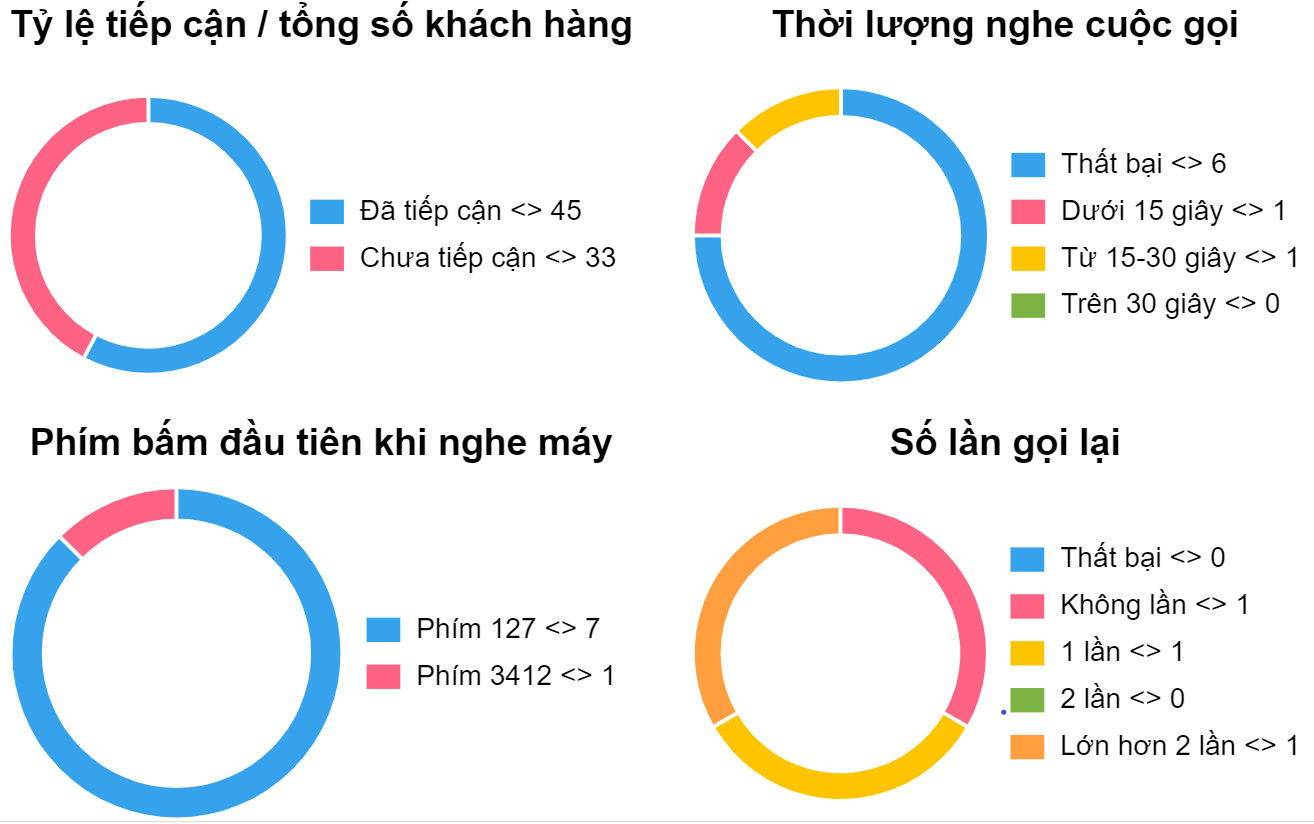 Tỷ lệ tiếp cận / tổng số khách hàng
Đã tiếp cận <> 45
Chưa tiếp cận <> 33
Thời lượng nghe cuộc gọi
Thất bại <> 6
Dưới 15 giây <> 1
Từ 15-30 giây <> 1
Trên 30 giây <> 0
Phím bấm đầu tiên khi nghe máy
Phím 127 <> 7
Phím 3412 <> 1
Số lần gọi lại
Thất bại <> 0
Không lần <> 1
1 lần <> 1
2 lần <> 0
Lớn hơn 2 lần <> 1